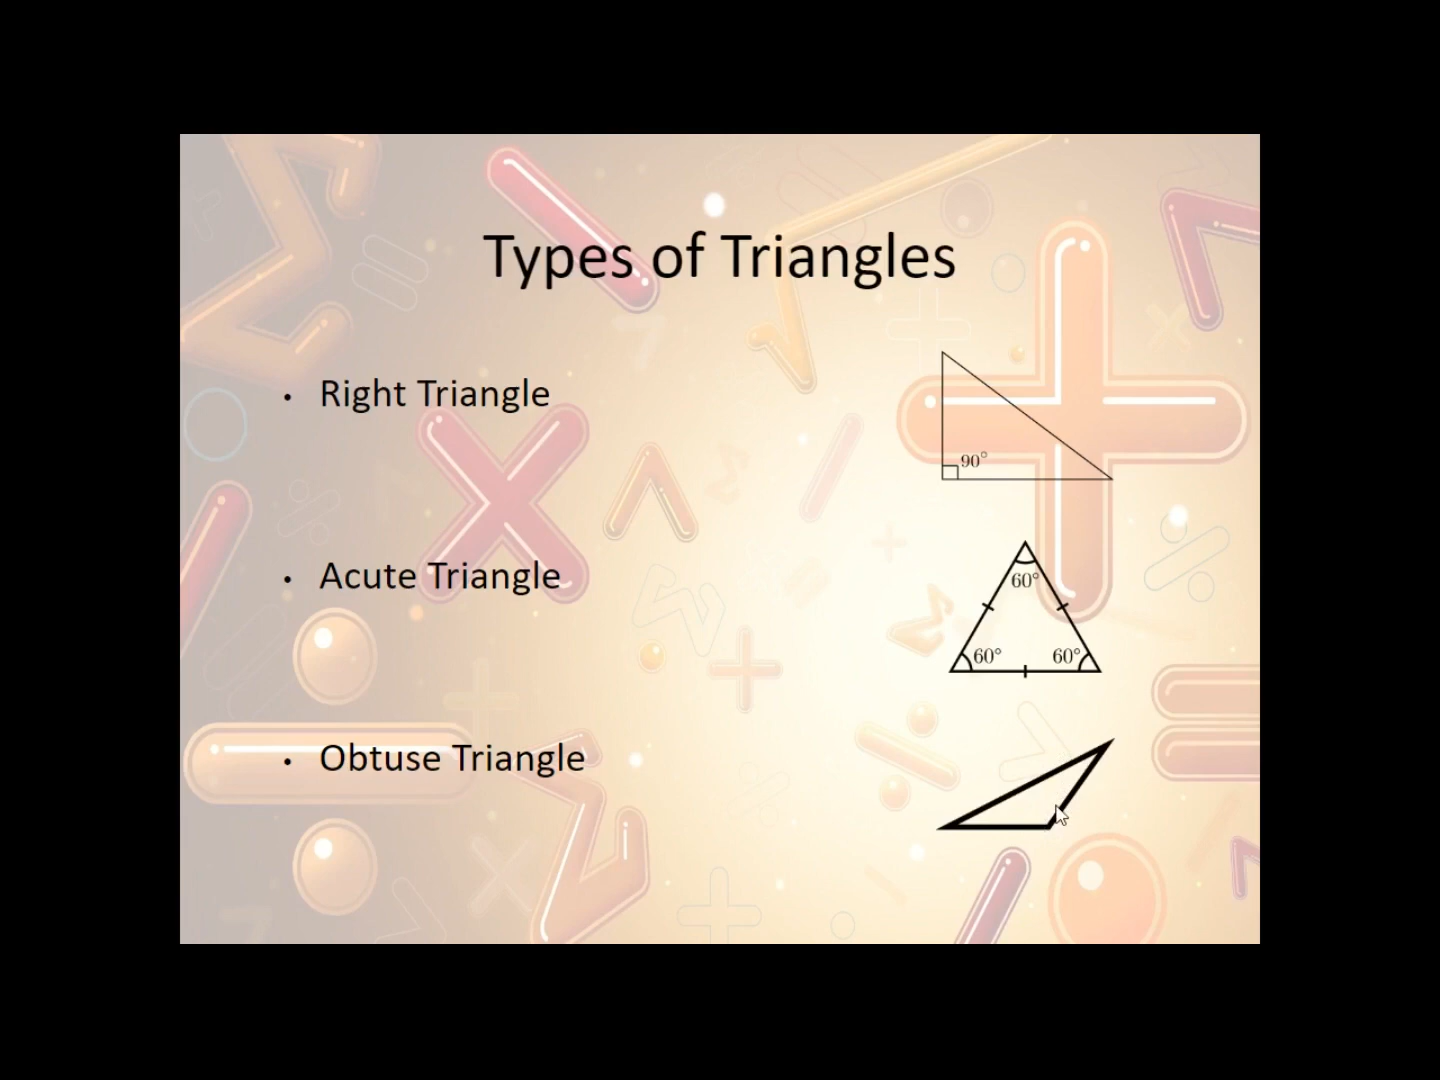 Types of Triangles
• Right Triangle
90°
• Acute Triangle
60°
60° 60°
• Obtuse Triangle